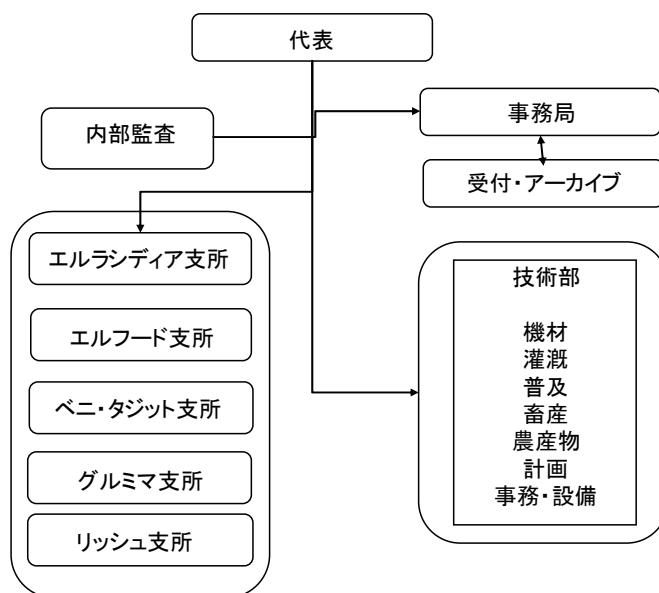 代表
内部監査
事務局
受付・アーカイブ
エルラシディア支所
エルフード支所
ベニ・タジット支所
グルミマ支所
リッシュ支所
技術部
機材
灌漑
普及
畜産
農産物
計画
事務・設備